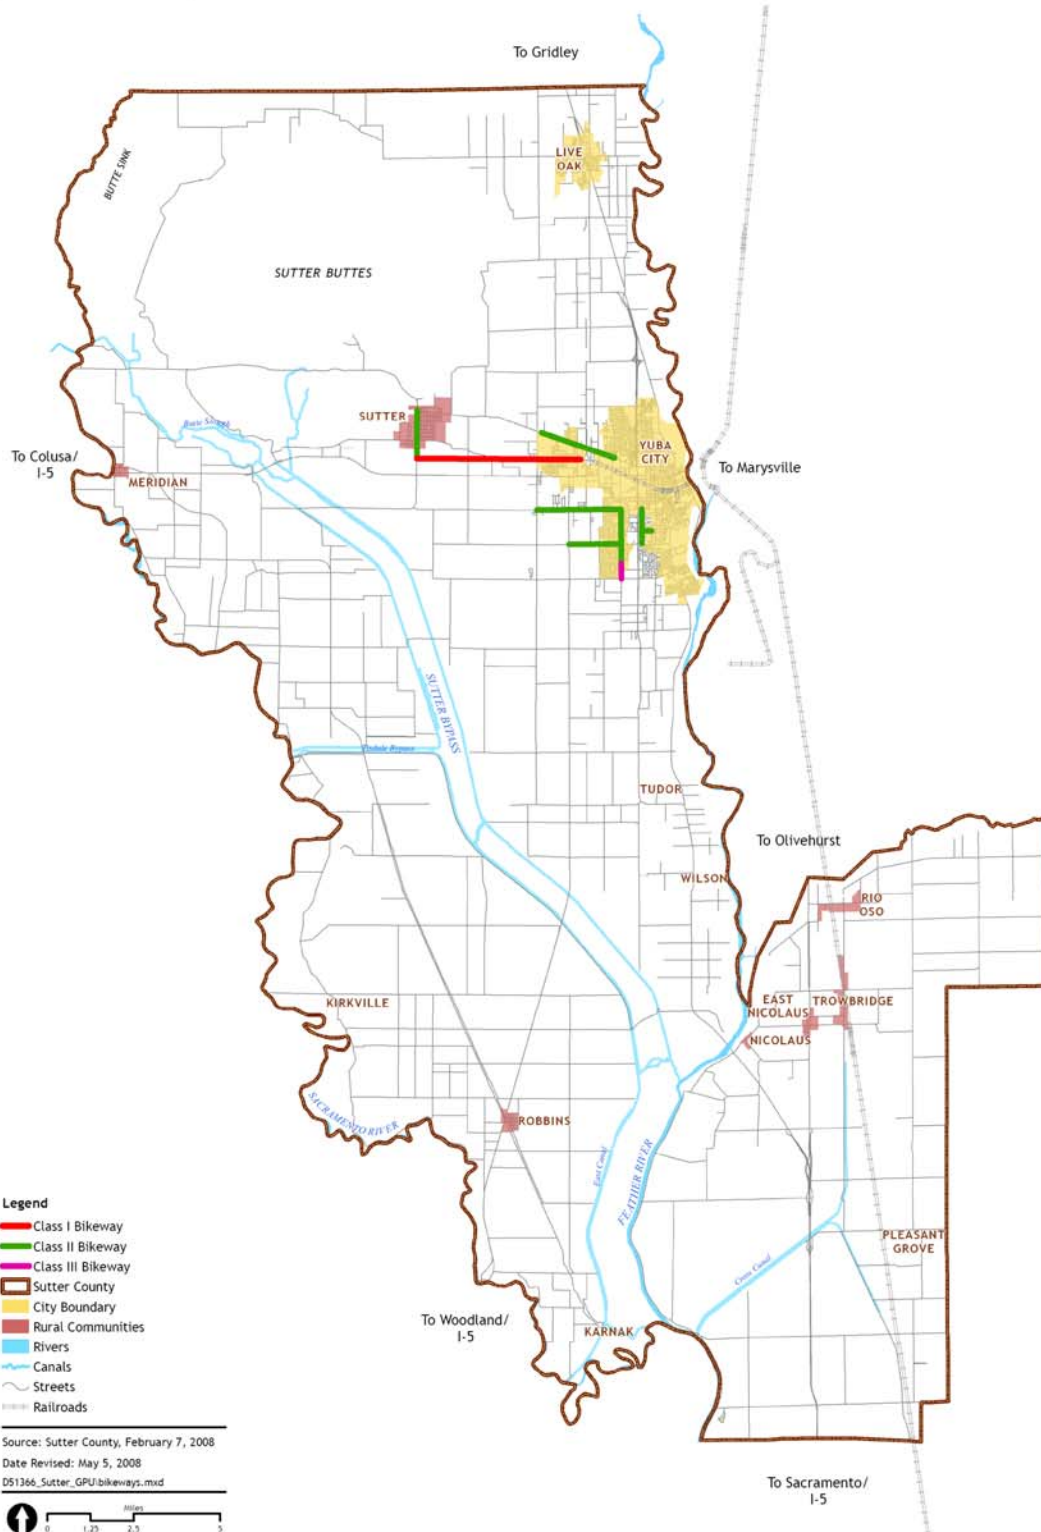 To Gridley
LIVE
OAK
BUTTE SINK
SUTTER BUTTES
SUTTER
Butte Slough
YUBA
CITY
To Colusa/
I-5
To Marysville
MERIDIAN
SUTTER BYPASS
Tisdale Bypass
TUDOR
To Olivehurst
WILSON
RIO
OSO
KIRKVILLE
EAST
NICOLAUS
TROWBRIDGE
NICOLAUS
SACRAMENTO RIVER
ROBBINS
East Canal
FEATHER RIVER
PLEASANT
GROVE
Cross Canal
To Woodland/
I-5
KARNAK
To Sacramento/
I-5
Legend
Class I Bikeway
Class II Bikeway
Class III Bikeway
Sutter County
City Boundary
Rural Communities
Rivers
Canals
Streets
Railroads
Source: Sutter County, February 7, 2008
Date Revised: May 5, 2008
D51366_Sutter_GPU\bikeways.mxd
Miles
0 1.25 2.5 5